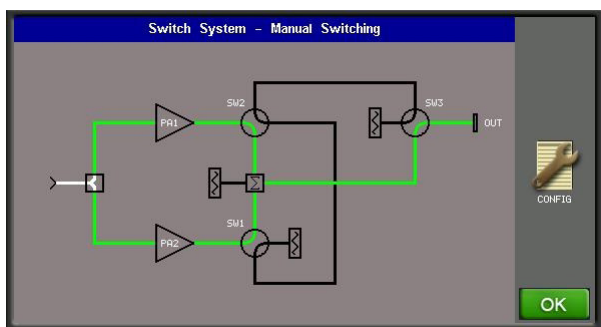 Switch System - Manual Switching
SW2
SW3
PA1
OUT
Σ
SW1
PA2
CONFIG
OK